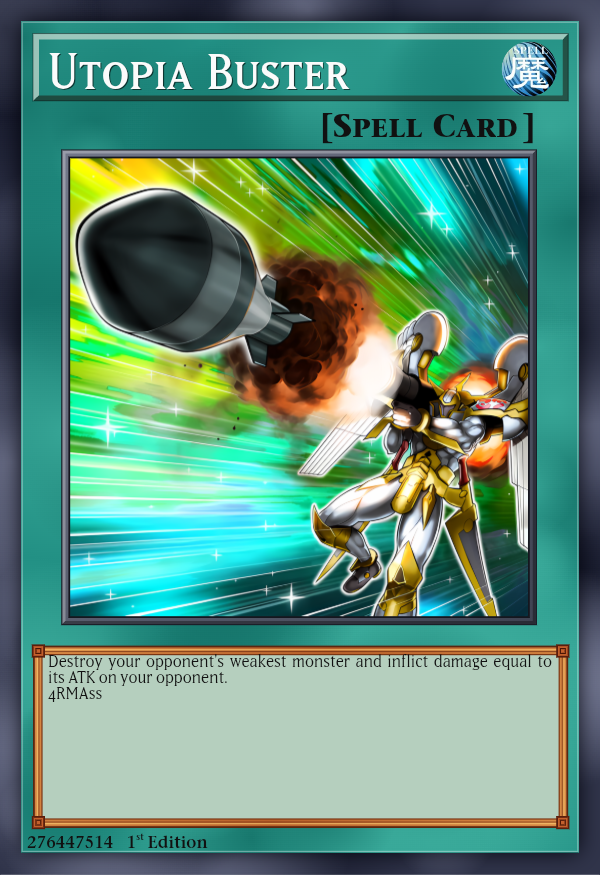 Utopia Buster
SPELL
魔
[Spell Card]
Destroy your opponent's weakest monster and inflict damage equal to
its ATK on your opponent.
4RMAss
276447514 1st Edition